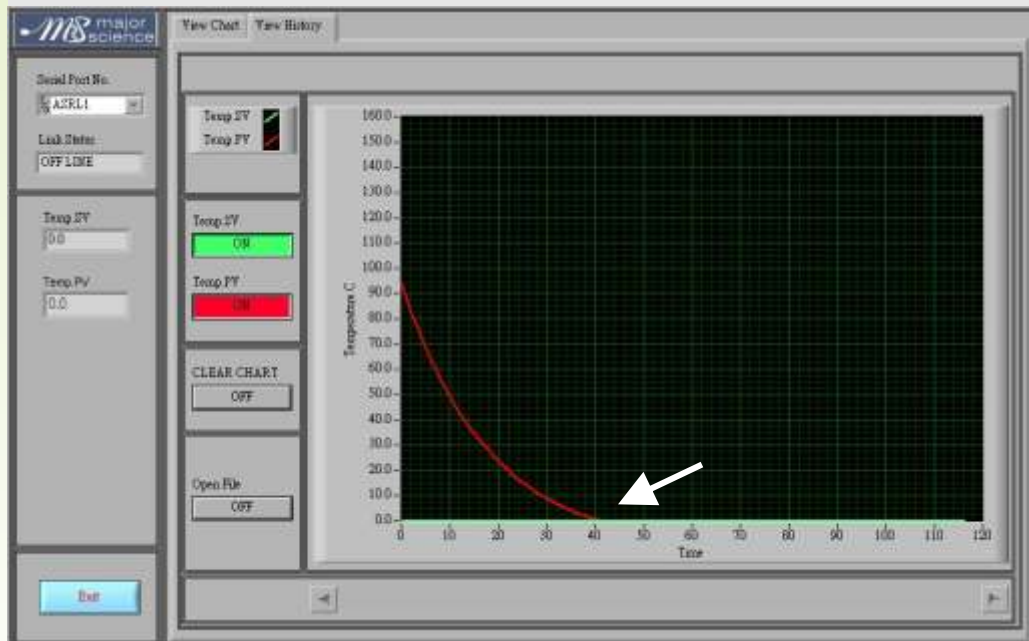 MS major science
View Chart View History
Serial Port No.
ASRL1
Link Status
OFF LINE
Temp.SV
0.0
Temp.PV
0.0
Exit
Temp.SV
Temp.PV
Temp.SV
ON
Temp.PV
ON
CLEAR CHART
OFF
Open File
OFF
Temperature C
160.0
150.0
140.0
130.0
120.0
110.0
100.0
90.0
80.0
70.0
60.0
50.0
40.0
30.0
20.0
10.0
0.0
0 10 20 30 40 50 60 70 80 90 100 110 120
Time